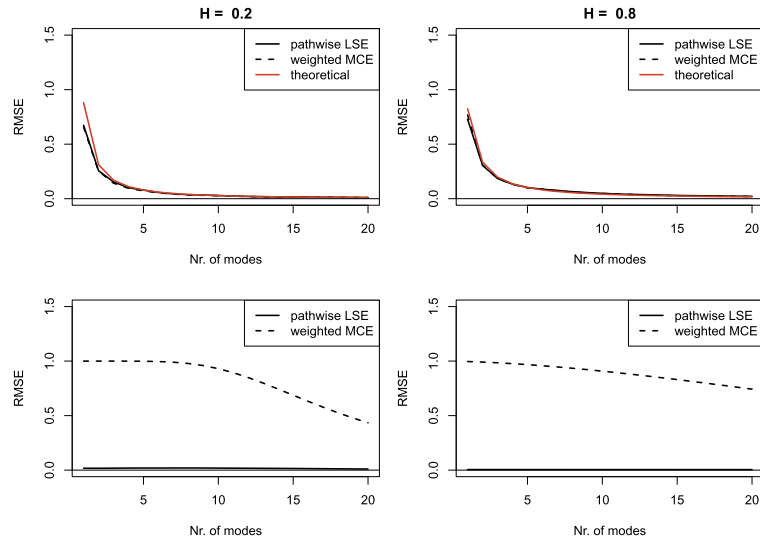 H = 0.2
RMSE
0.0 0.5 1.0 1.5
pathwise LSE
weighted MCE
theoretical
5 10 15 20
Nr. of modes
H = 0.8
RMSE
0.0 0.5 1.0 1.5
pathwise LSE
weighted MCE
theoretical
5 10 15 20
Nr. of modes
RMSE
0.0 0.5 1.0 1.5
pathwise LSE
weighted MCE
5 10 15 20
Nr. of modes
RMSE
0.0 0.5 1.0 1.5
pathwise LSE
weighted MCE
5 10 15 20
Nr. of modes